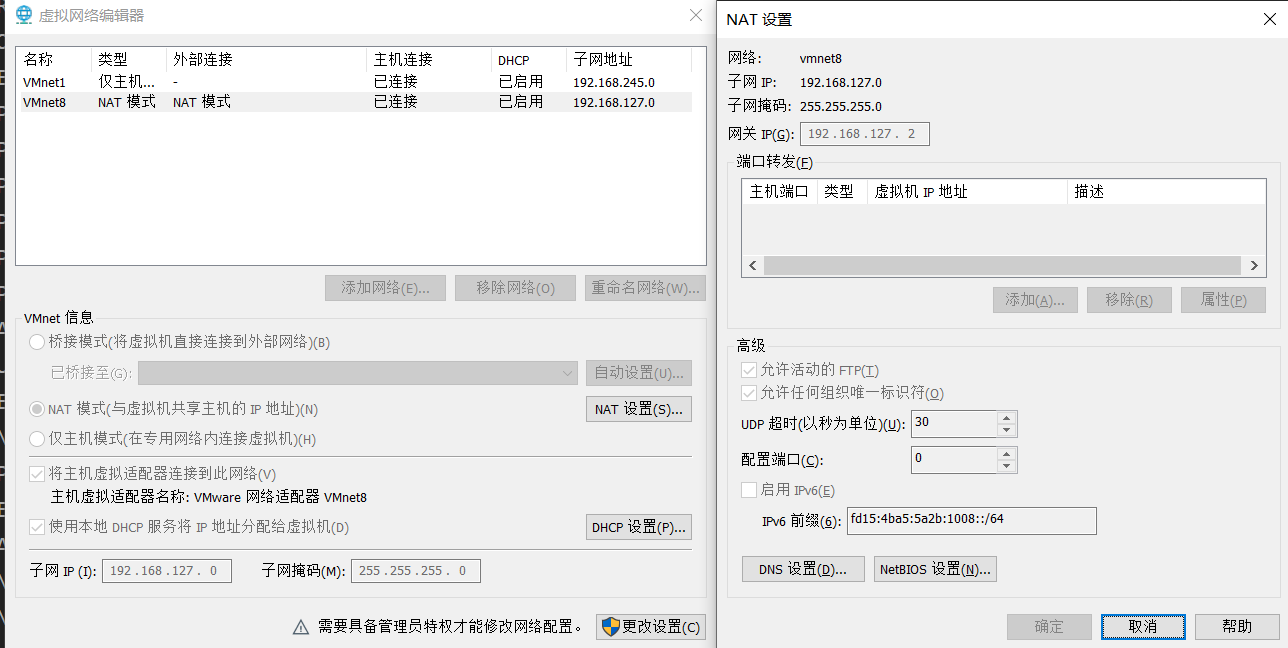 虚拟网络编辑器
名称 类型 外部连接 主机连接 DHCP 子网地址
VMnet1 仅主机... - 已连接 已启用 192.168.245.0
VMnet8 NAT 模式 NAT 模式 已连接 已启用 192.168.127.0
添加网络(E)... 移除网络(O) 重命名网络(W)...
VMnet 信息
桥接模式(将虚拟机直接连接到外部网络)(B)
已桥接至(G): 自动设置(U)...
NAT 模式(与虚拟机共享主机的 IP 地址)(N) NAT 设置(S)...
仅主机模式(在专用网络内连接虚拟机)(H)
将主机虚拟适配器连接到此网络(V)
主机虚拟适配器名称: VMware 网络适配器 VMnet8
使用本地 DHCP 服务将 IP 地址分配给虚拟机(D) DHCP 设置(P)...
子网 IP (I): 192 . 168 . 127 . 0 子网掩码(M): 255 . 255 . 255 . 0
需要具备管理员特权才能修改网络配置。 更改设置(C)
NAT 设置
网络: vmnet8
子网 IP: 192.168.127.0
子网掩码: 255.255.255.0
网关 IP(G): 192 . 168 . 127 . 2
端口转发(F)
主机端口 类型 虚拟机 IP 地址 描述
添加(A)... 移除(R) 属性(P)
高级
允许活动的 FTP(T)
允许任何组织唯一标识符(O)
UDP 超时(以秒为单位)(U): 30
配置端口(C): 0
启用 IPv6(E)
IPv6 前缀(6): fd15:4ba5:5a2b:1008::/64
DNS 设置(D)... NetBIOS 设置(N)...
确定 取消 帮助